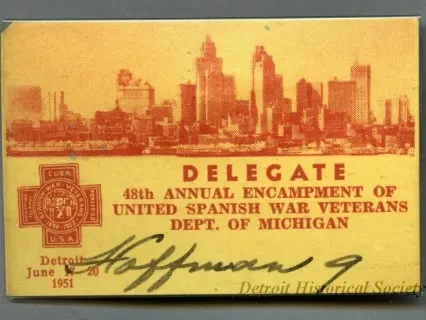 DELEGATE
48th ANNUAL ENCAMPMENT OF
UNITED SPANISH WAR VETERANS
DEPT. OF MICHIGAN
CUBA
U.S.A.
Detroit
June 20
1951
Hoffman 9
Detroit Historical Society